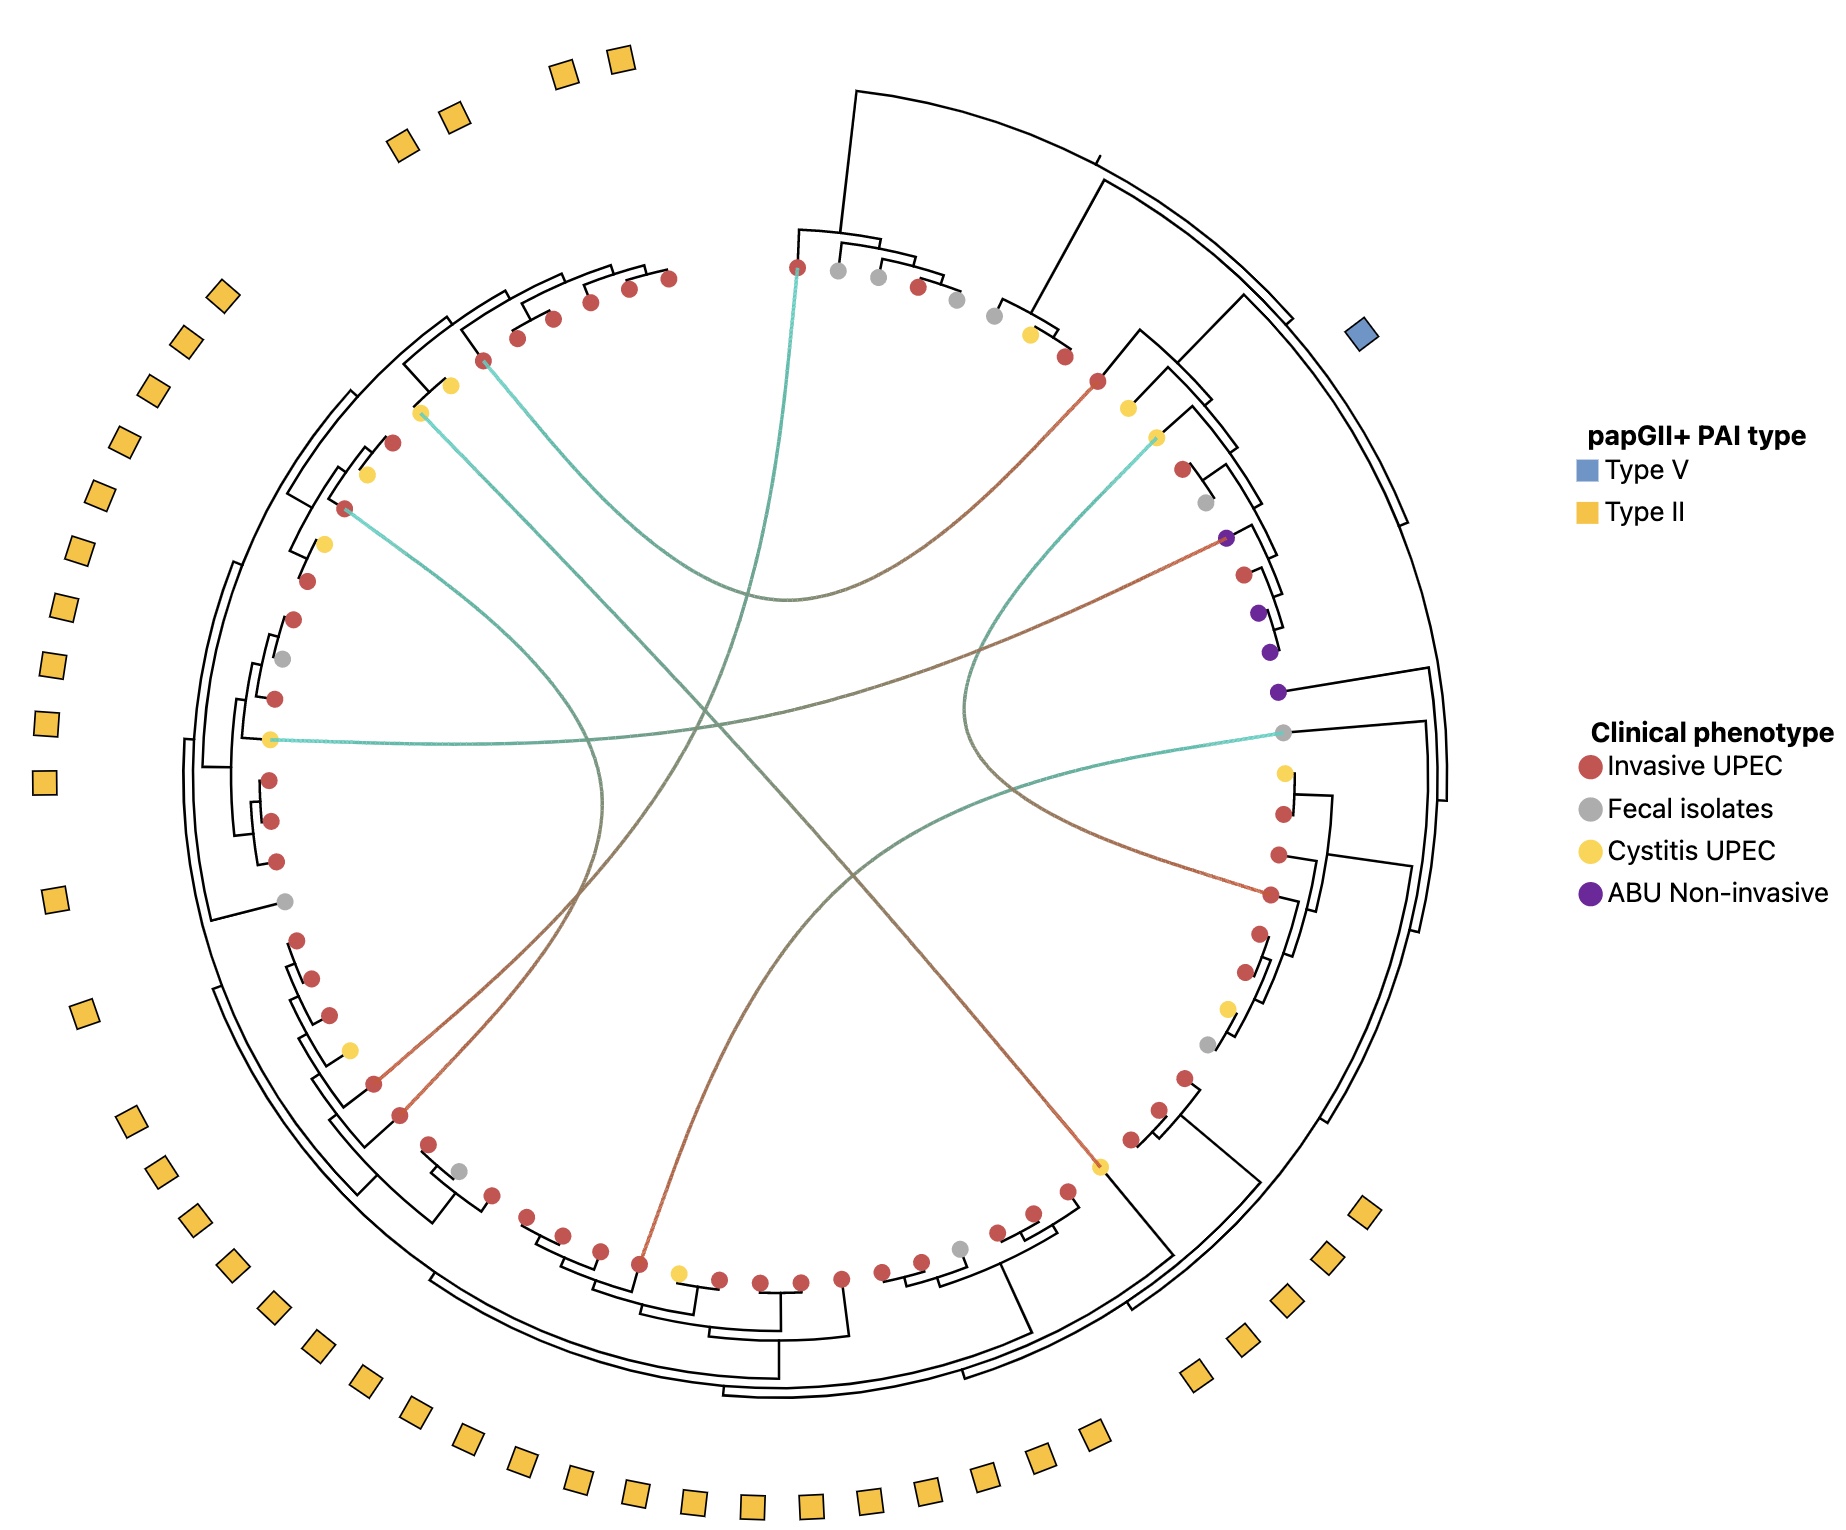 papGII+ PAI type
Type V
Type II
Clinical phenotype
Invasive UPEC
Fecal isolates
Cystitis UPEC
ABU Non-invasive